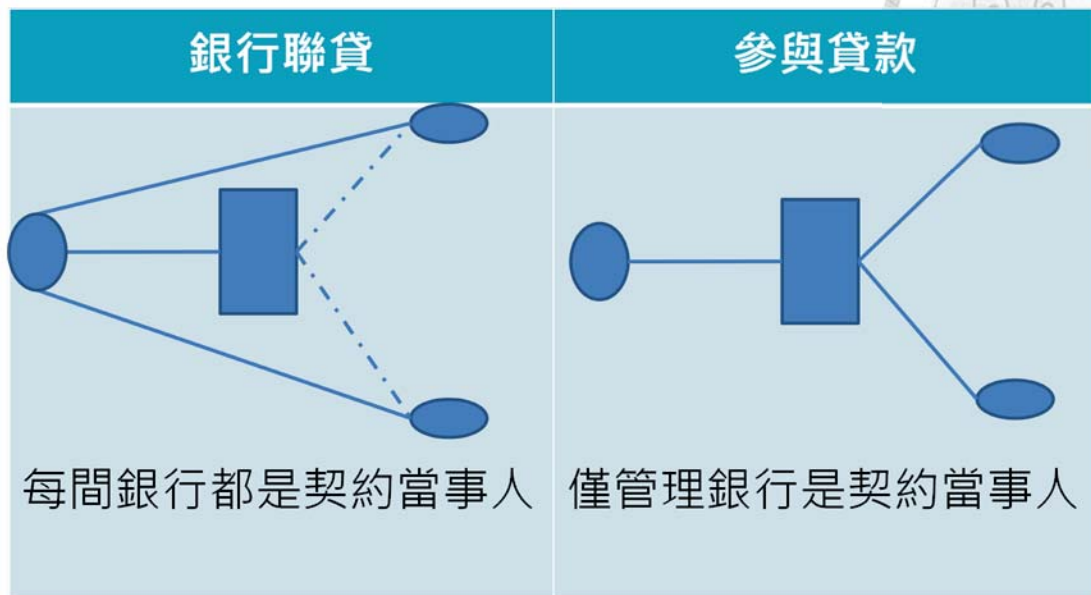 銀行聯貸
參與貸款
每間銀行都是契約當事人
僅管理銀行是契約當事人